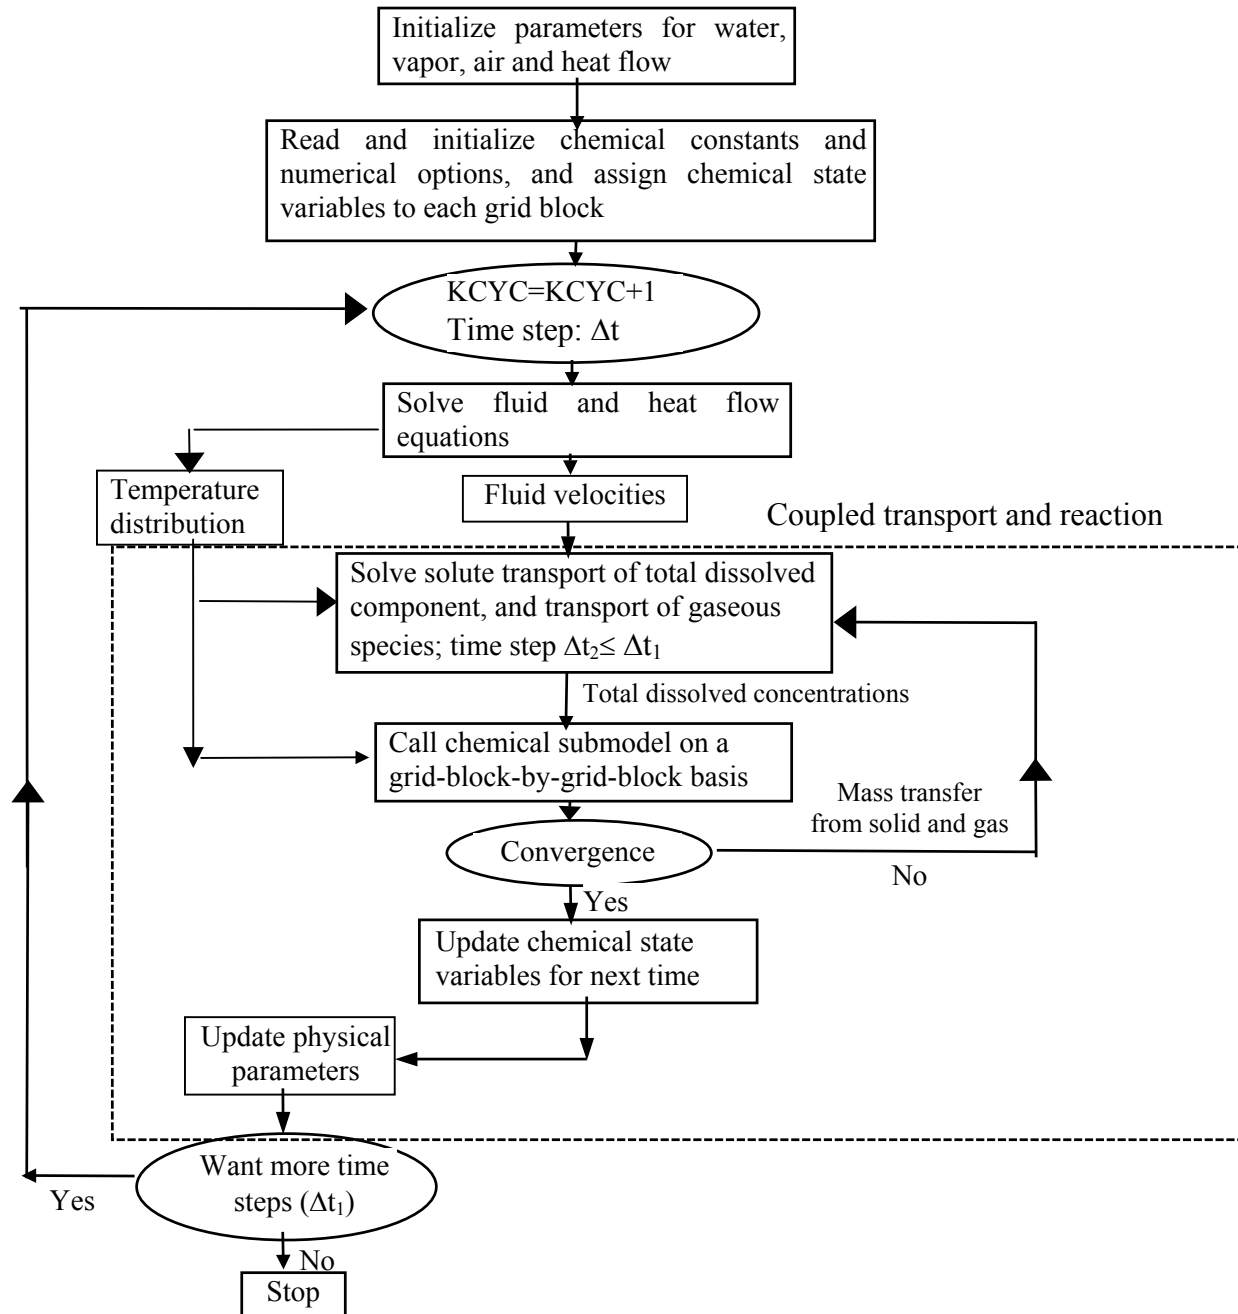 Initialize parameters for water,
vapor, air and heat flow
Read and initialize chemical constants and
numerical options, and assign chemical state
variables to each grid block
KCYC=KCYC+1
Time step: Δt
Solve fluid and heat flow
equations
Temperature
distribution
Fluid velocities
Coupled transport and reaction
Solve solute transport of total dissolved
component, and transport of gaseous
species; time step Δt₂≤ Δt₁
Total dissolved concentrations
Call chemical submodel on a
grid-block-by-grid-block basis
Mass transfer
from solid and gas
Convergence
No
Yes
Update chemical state
variables for next time
Update physical
parameters
Want more time
steps (Δt₁)
Yes
No
Stop